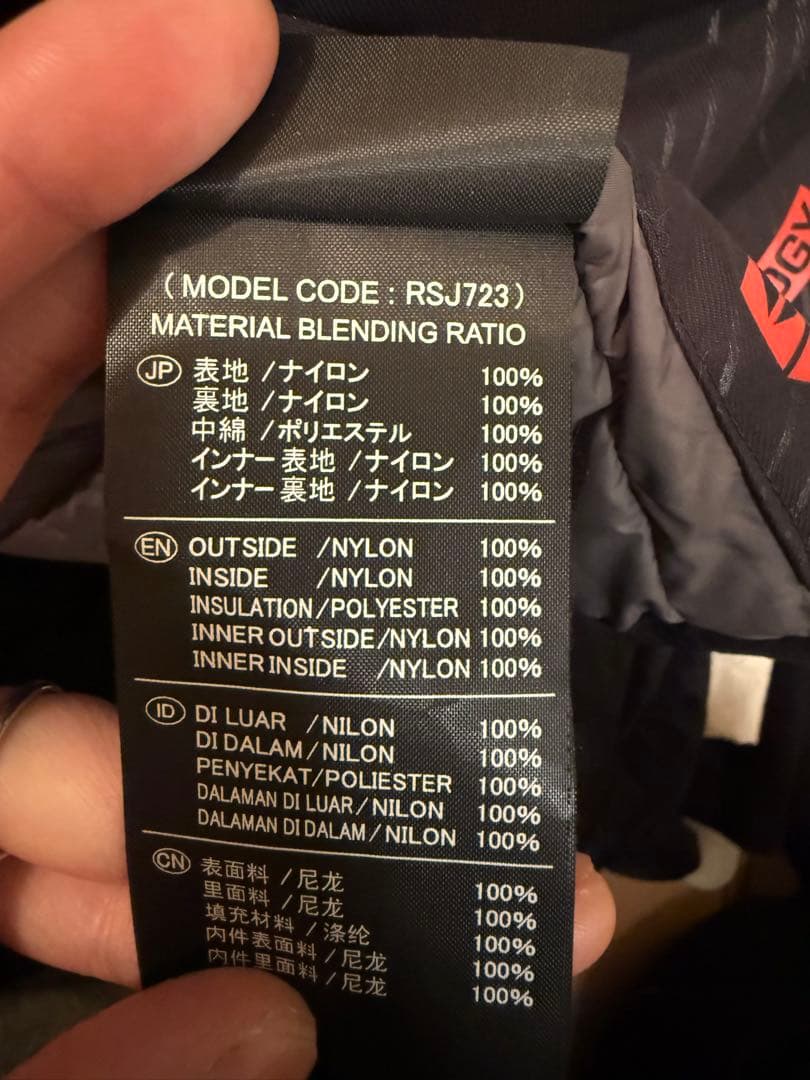 (MODEL CODE : RSJ723)
MATERIAL BLENDING RATIO
JP 表地 /ナイロン 100%
裏地 /ナイロン 100%
中綿 /ポリエステル 100%
インナー表地 /ナイロン 100%
インナー裏地 /ナイロン 100%
EN OUTSIDE /NYLON 100%
INSIDE /NYLON 100%
INSULATION/POLYESTER 100%
INNER OUTSIDE/NYLON 100%
INNER INSIDE /NYLON 100%
ID DI LUAR /NILON 100%
DI DALAM/NILON 100%
PENYEKAT/POLIESTER 100%
DALAMAN DI LUAR/NILON 100%
DALAMAN DI DALAM/NILON 100%
CN 表面料 /尼龙 100%
里面料 /尼龙 100%
填充材料 /涤纶 100%
内件表面料 /尼龙 100%
内件里面料 /尼龙 100%